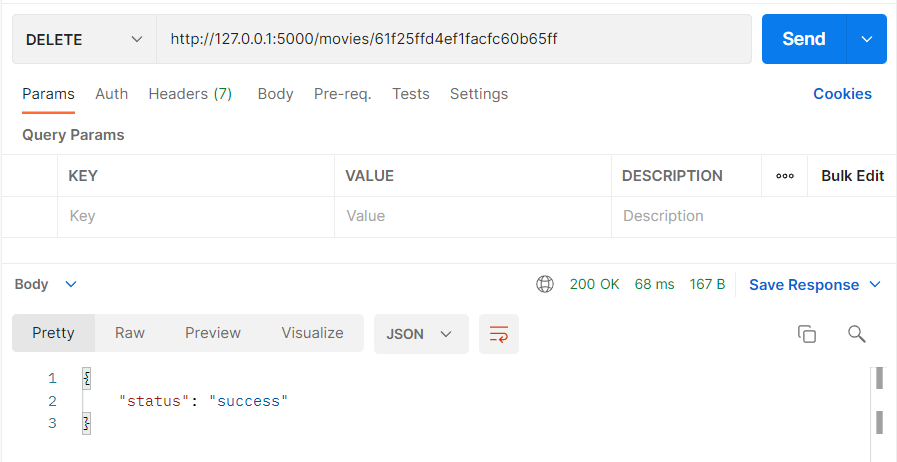 DELETE http://127.0.0.1:5000/movies/61f25ffd4ef1facfc60b65ff Send
Params Auth Headers (7) Body Pre-req. Tests Settings Cookies
Query Params
KEY VALUE DESCRIPTION ooo Bulk Edit
Key Value Description
Body 200 OK 68 ms 167 B Save Response
Pretty Raw Preview Visualize JSON
1 {
2 "status": "success"
3 }